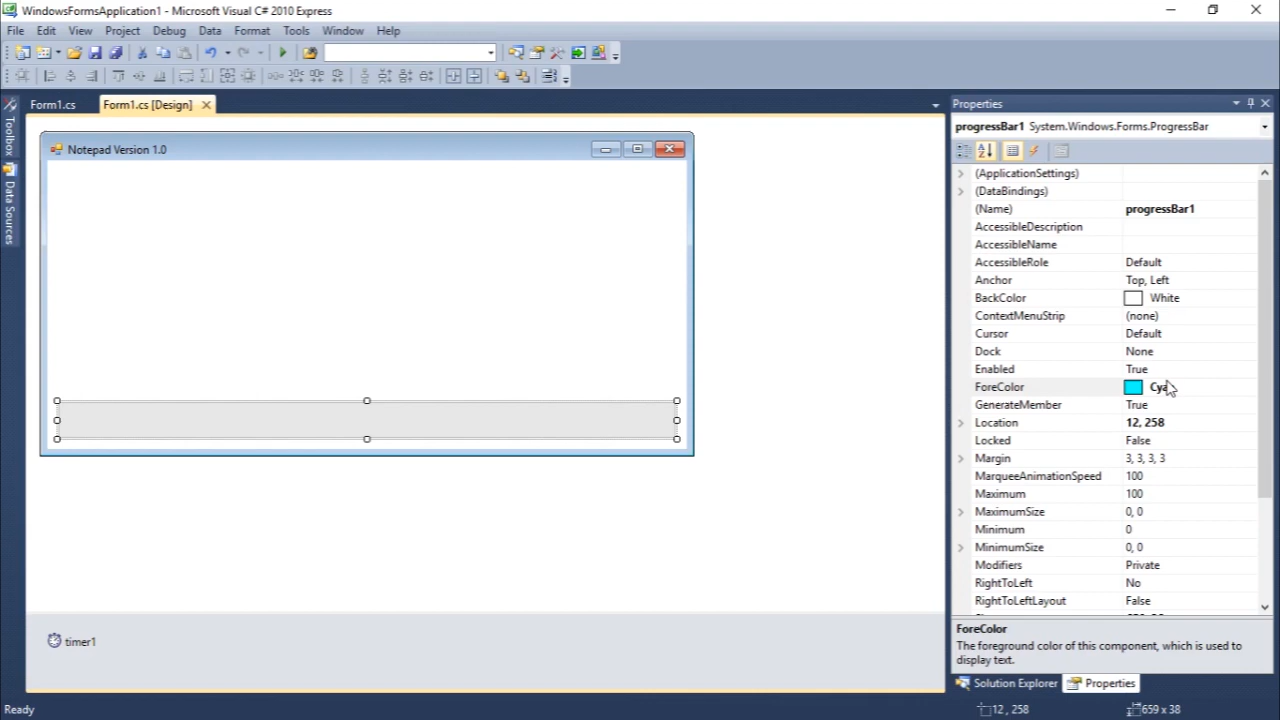 WindowsFormsApplication1 - Microsoft Visual C# 2010 Express
File Edit View Project Debug Data Format Tools Window Help
Form1.cs
Form1.cs [Design]
Toolbox
Data Sources
Notepad Version 1.0
timer1
Properties
progressBar1 System.Windows.Forms.ProgressBar
(ApplicationSettings)
(DataBindings)
(Name) progressBar1
AccessibleDescription
AccessibleName
AccessibleRole Default
Anchor Top, Left
BackColor White
ContextMenuStrip (none)
Cursor Default
Dock None
Enabled True
ForeColor
GenerateMember True
Location 12, 258
Locked False
Margin 3, 3, 3, 3
MarqueeAnimationSpeed 100
Maximum 100
MaximumSize 0, 0
Minimum 0
MinimumSize 0, 0
Modifiers Private
RightToLeft No
RightToLeftLayout False
ForeColor
The foreground color of this component, which is used to
display text.
Solution Explorer Properties
Ready
12 , 258
659 x 38